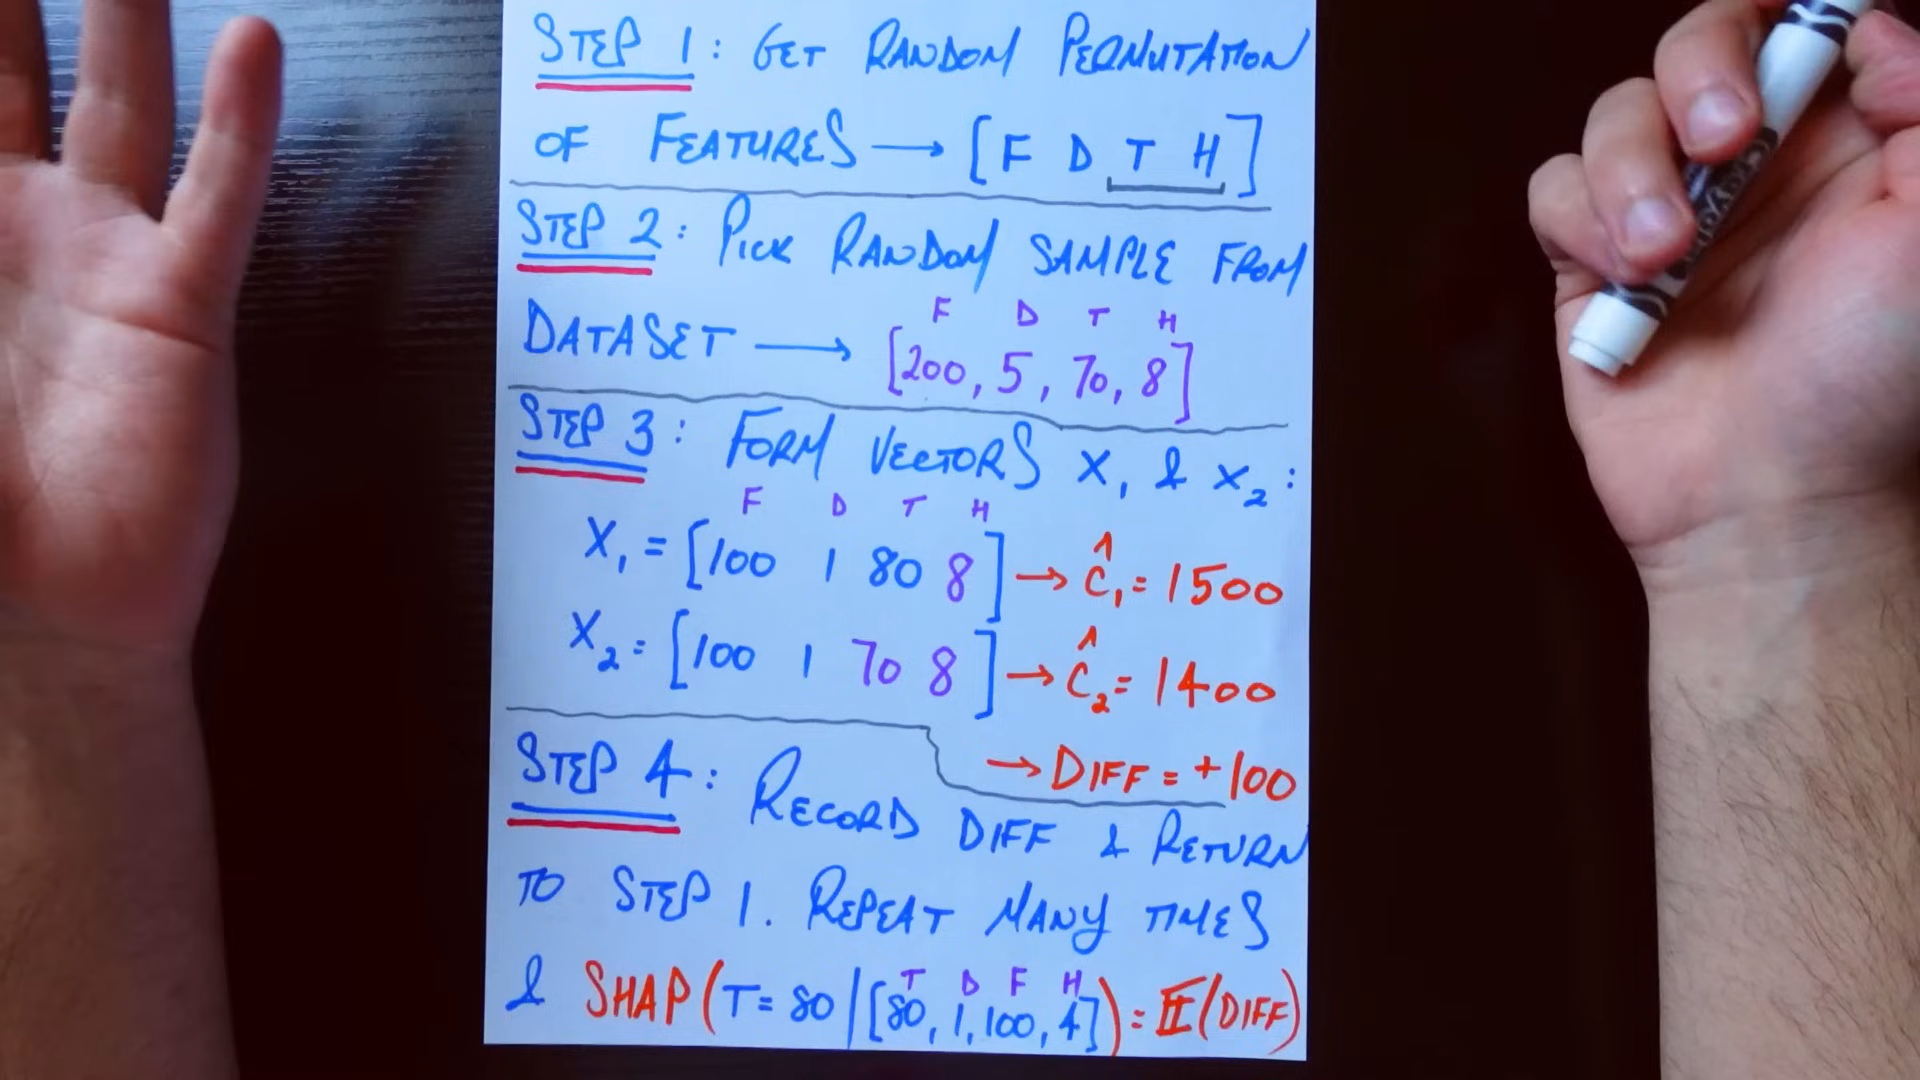 STEP 1: GET RANDOM PERMUTATION
OF FEATURES → [F D T H]
STEP 2: PICK RANDOM SAMPLE FROM
F D T H
DATASET → [200, 5, 70, 8]
STEP 3: FORM VECTORS X₁ & X₂:
F D T H
X₁ = [100 1 80 8] → Ĉ₁ = 1500
X₂ = [100 1 70 8] → Ĉ₂ = 1400
→ DIFF = +100
STEP 4: RECORD DIFF & RETURN
TO STEP 1. REPEAT MANY TIMES
T D F H
& SHAP(T=80|[80, 1, 100, 4]) = 𝔼(DIFF)